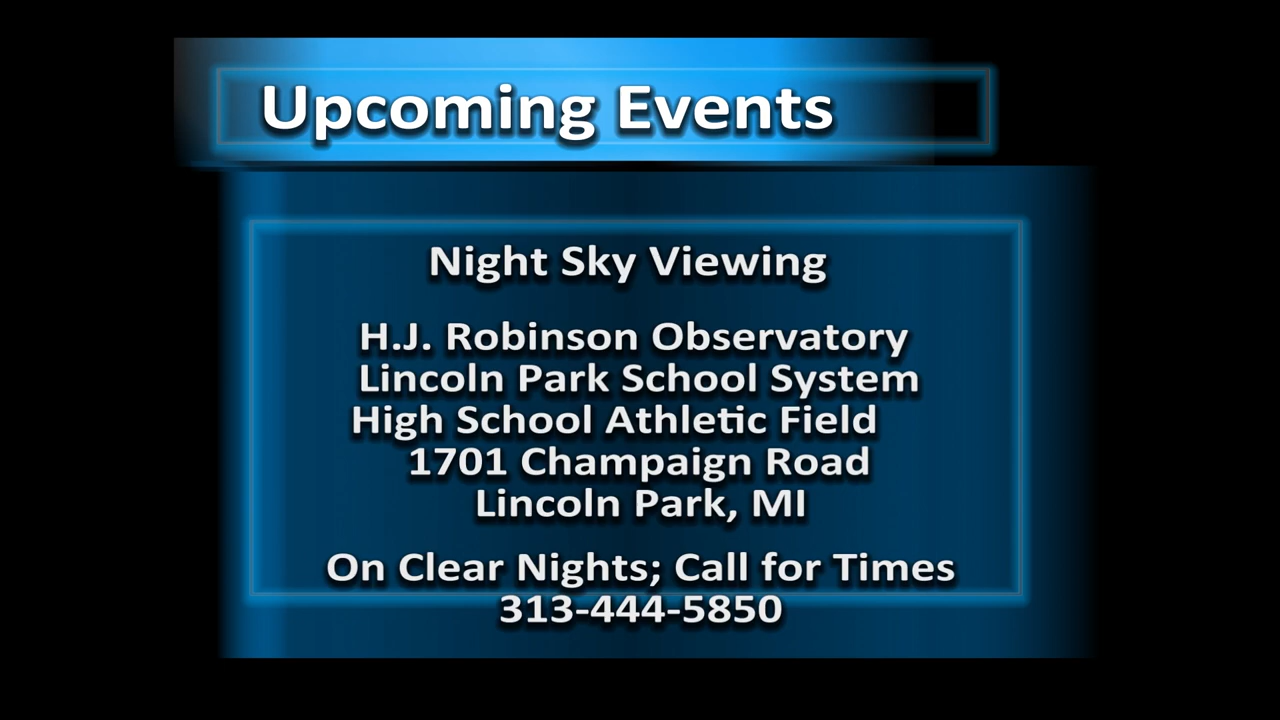 Upcoming Events
Night Sky Viewing
H.J. Robinson Observatory
Lincoln Park School System
High School Athletic Field
1701 Champaign Road
Lincoln Park, MI
On Clear Nights; Call for Times
313-444-5850